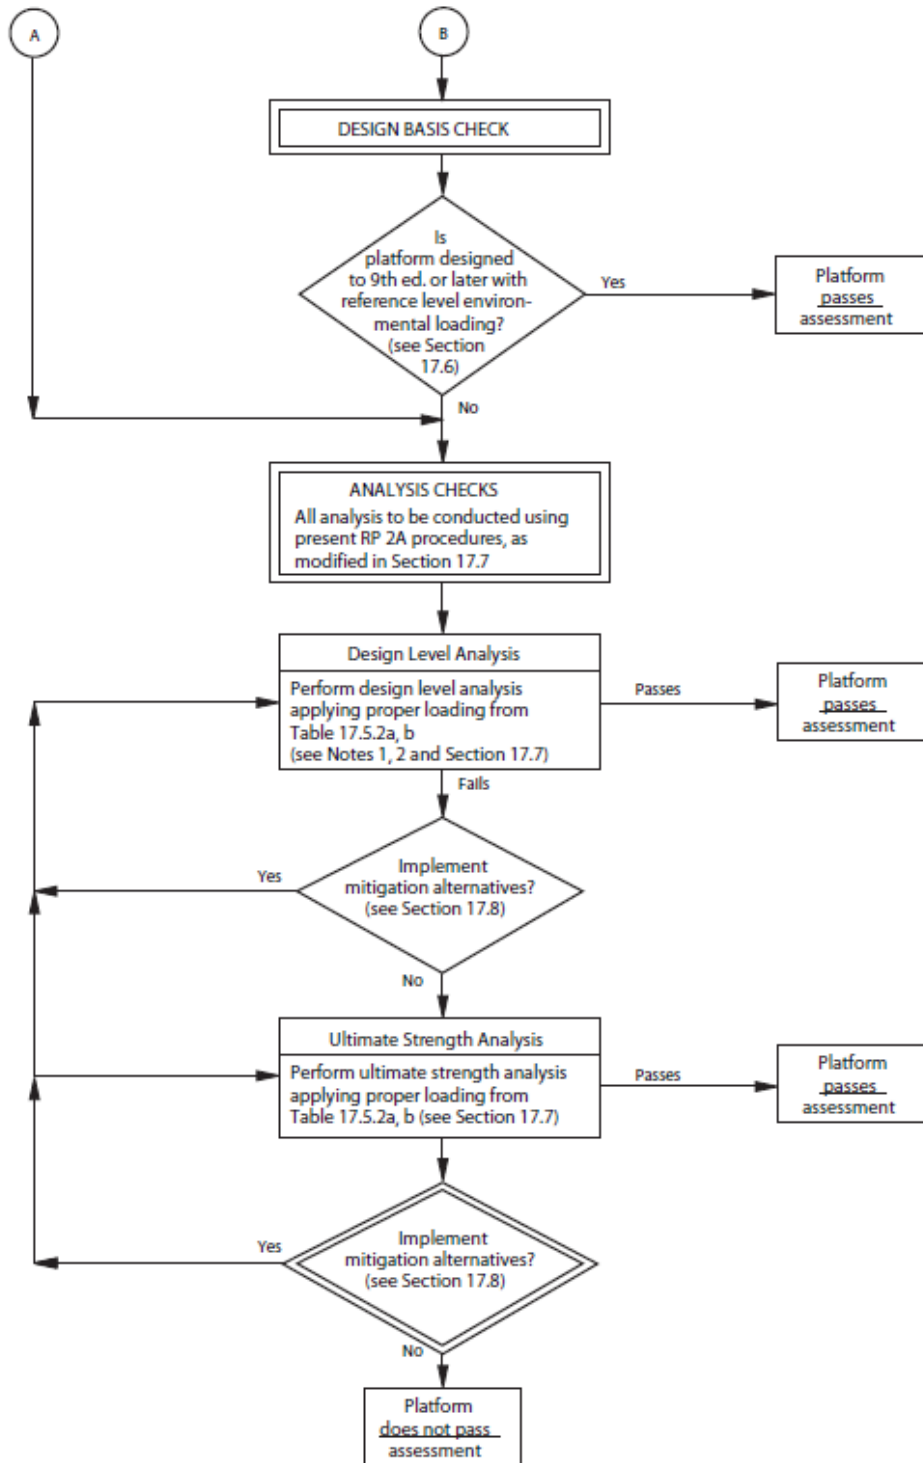 A
B
DESIGN BASIS CHECK
Is
platform designed
to 9th ed. or later with
reference level environ-
mental loading?
(see Section
17.6)
Yes
Platform
passes
assessment
No
ANALYSIS CHECKS
All analysis to be conducted using
present RP 2A procedures, as
modified in Section 17.7
Design Level Analysis
Perform design level analysis
applying proper loading from
Table 17.5.2a, b
(see Notes 1, 2 and Section 17.7)
Passes
Platform
passes
assessment
Fails
Implement
mitigation alternatives?
(see Section 17.8)
Yes
No
Ultimate Strength Analysis
Perform ultimate strength analysis
applying proper loading from
Table 17.5.2a, b (see Section 17.7)
Passes
Platform
passes
assessment
Implement
mitigation alternatives?
(see Section 17.8)
Yes
No
Platform
does not pass
assessment